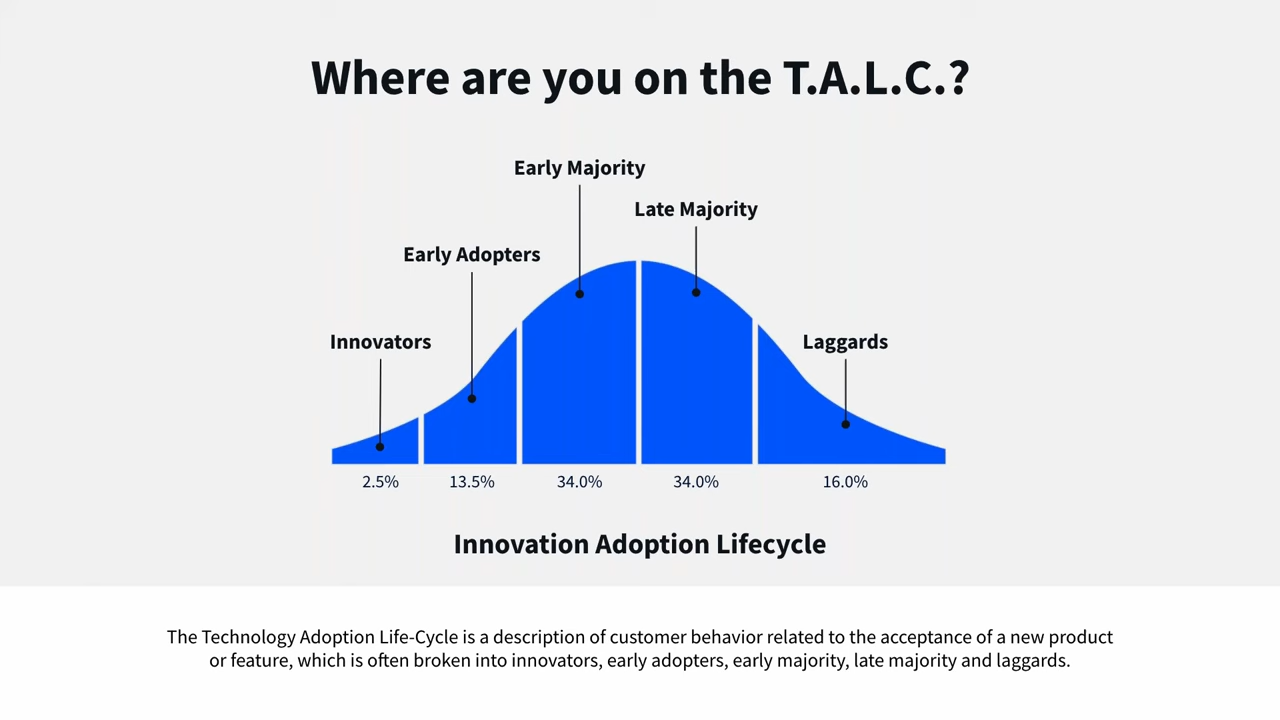 Where are you on the T.A.L.C.?
Early Majority
Late Majority
Early Adopters
Innovators
Laggards
2.5%
13.5%
34.0%
34.0%
16.0%
Innovation Adoption Lifecycle
The Technology Adoption Life-Cycle is a description of customer behavior related to the acceptance of a new product
or feature, which is often broken into innovators, early adopters, early majority, late majority and laggards.